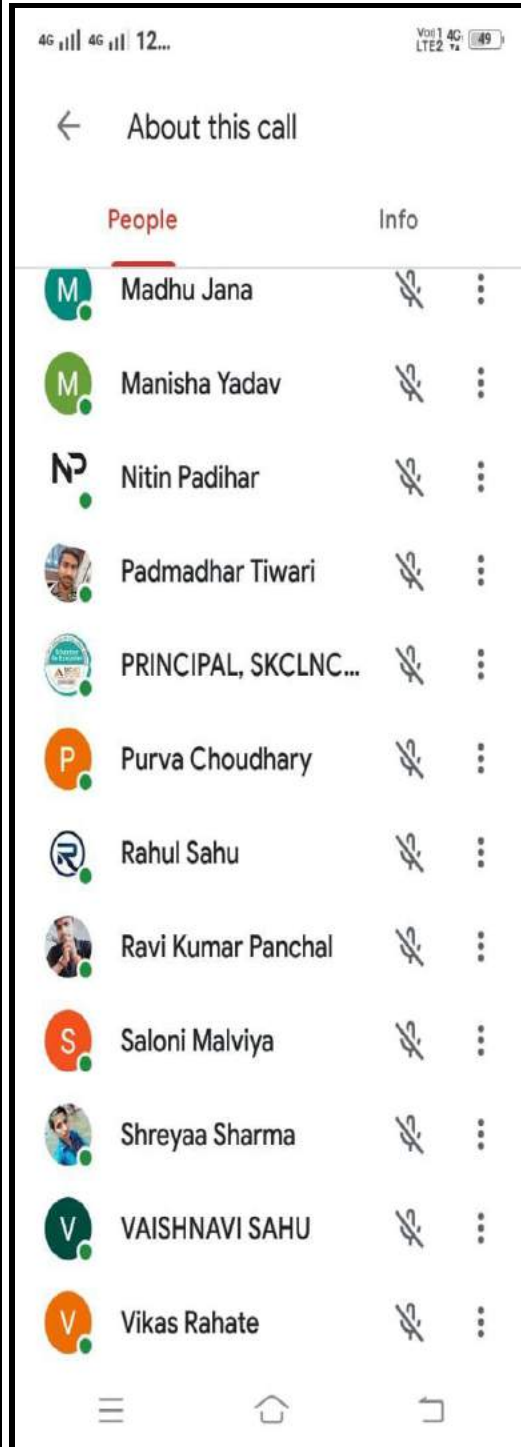 4G 4G 12... Vo)) 1 4G 49
LTE2
About this call
People Info
M Madhu Jana
M Manisha Yadav
NP Nitin Padihar
Padmadhar Tiwari
PRINCIPAL, SKCLNC...
P Purva Choudhary
R Rahul Sahu
Ravi Kumar Panchal
S Saloni Malviya
Shreyaa Sharma
V VAISHNAVI SAHU
V Vikas Rahate